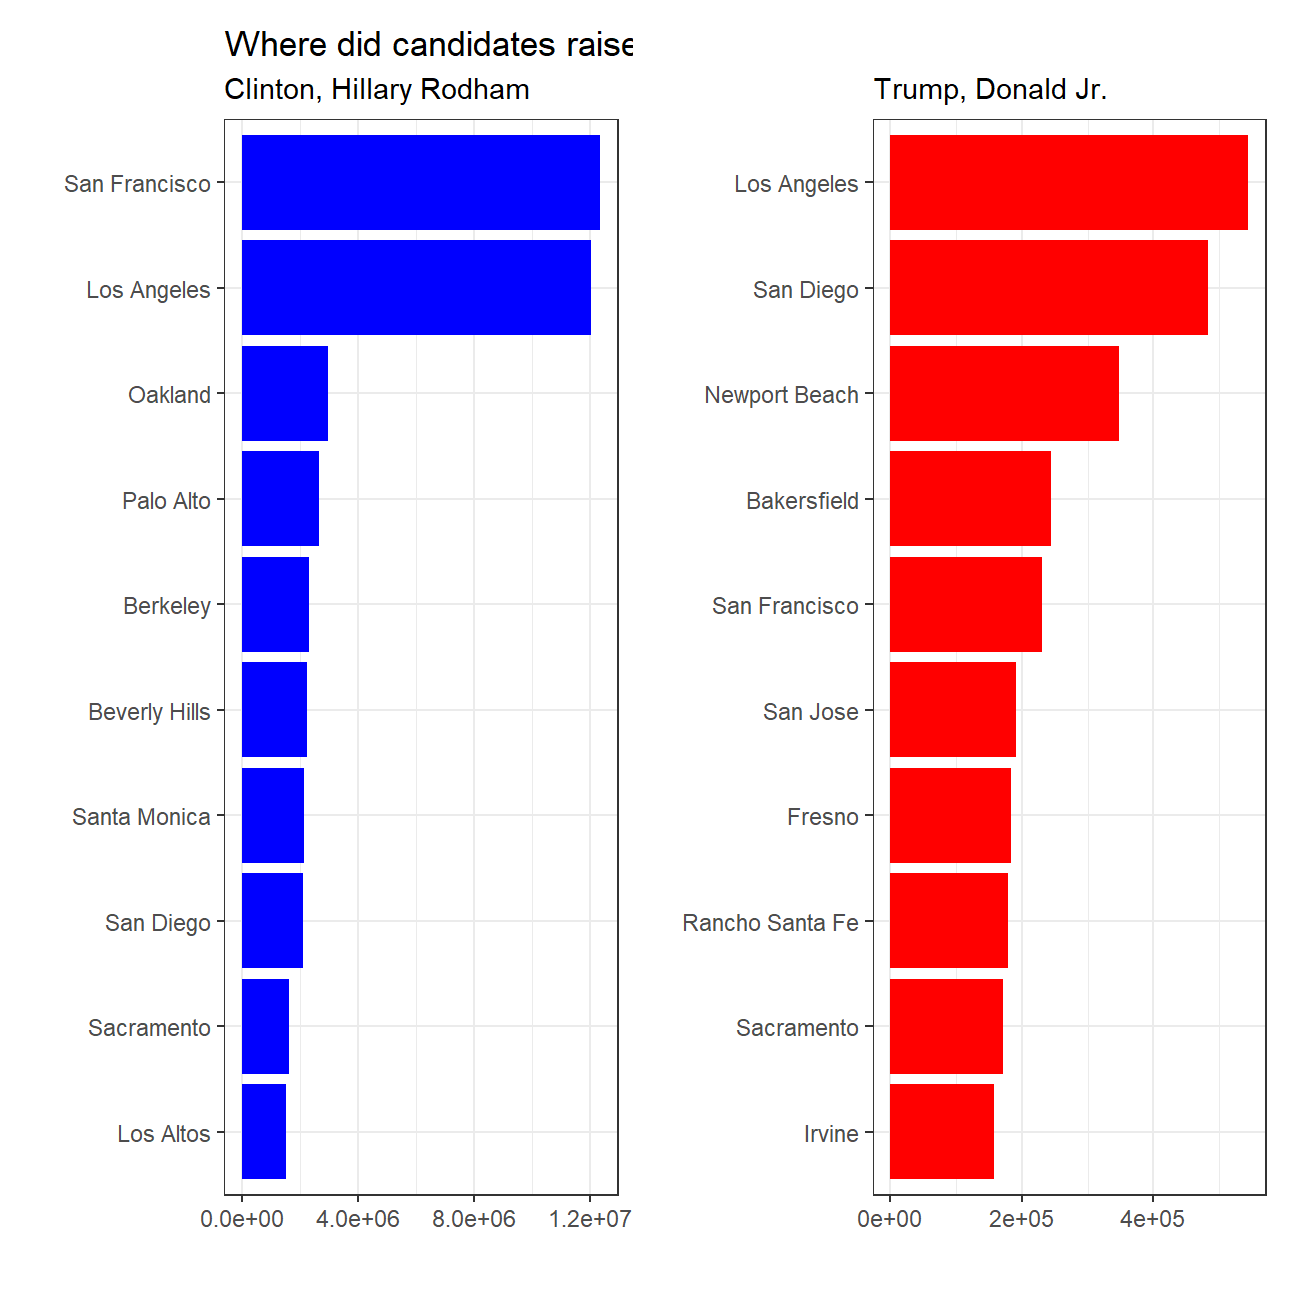 Where did candidates raise
Clinton, Hillary Rodham
San Francisco
Los Angeles
Oakland
Palo Alto
Berkeley
Beverly Hills
Santa Monica
San Diego
Sacramento
Los Altos
0.0e+00 4.0e+06 8.0e+06 1.2e+07
Trump, Donald Jr.
Los Angeles
San Diego
Newport Beach
Bakersfield
San Francisco
San Jose
Fresno
Rancho Santa Fe
Sacramento
Irvine
0e+00 2e+05 4e+05